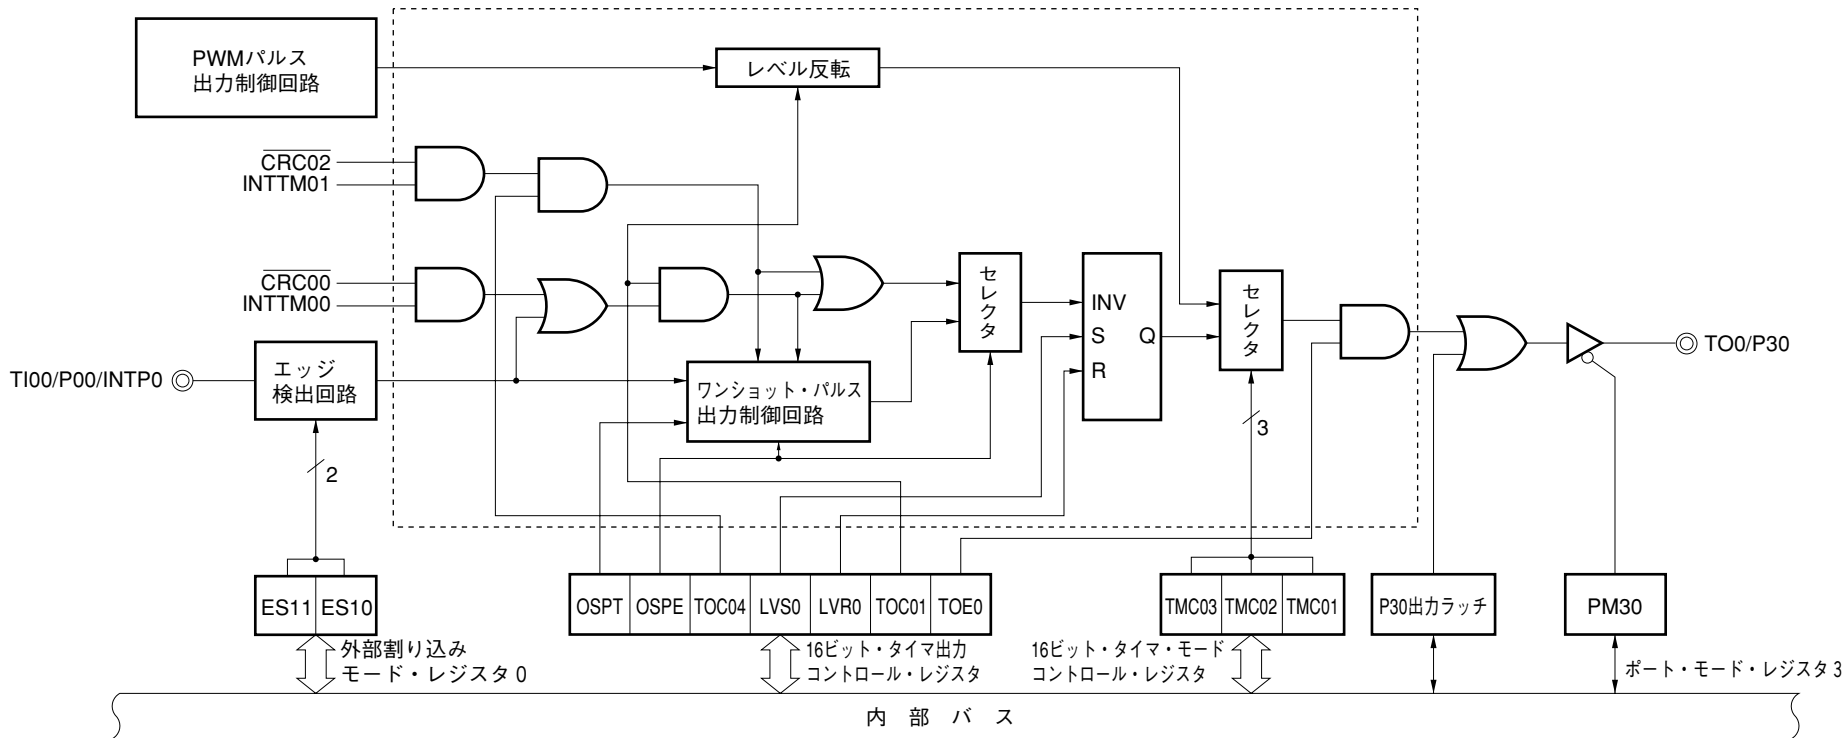 PWMパルス
出力制御回路
レベル反転
CRC02
INTTM01
CRC00
INTTM00
セレクタ
INV
S
R
Q
セレクタ
TI00/P00/INTP0
エッジ
検出回路
ワンショット・パルス
出力制御回路
TO0/P30
3
2
ES11
ES10
OSPT
OSPE
TOC04
LVS0
LVR0
TOC01
TOE0
TMC03
TMC02
TMC01
P30出力ラッチ
PM30
外部割り込み
モード・レジスタ0
16ビット・タイマ出力
コントロール・レジスタ
16ビット・タイマ・モード
コントロール・レジスタ
ポート・モード・レジスタ3
内 部 バ ス